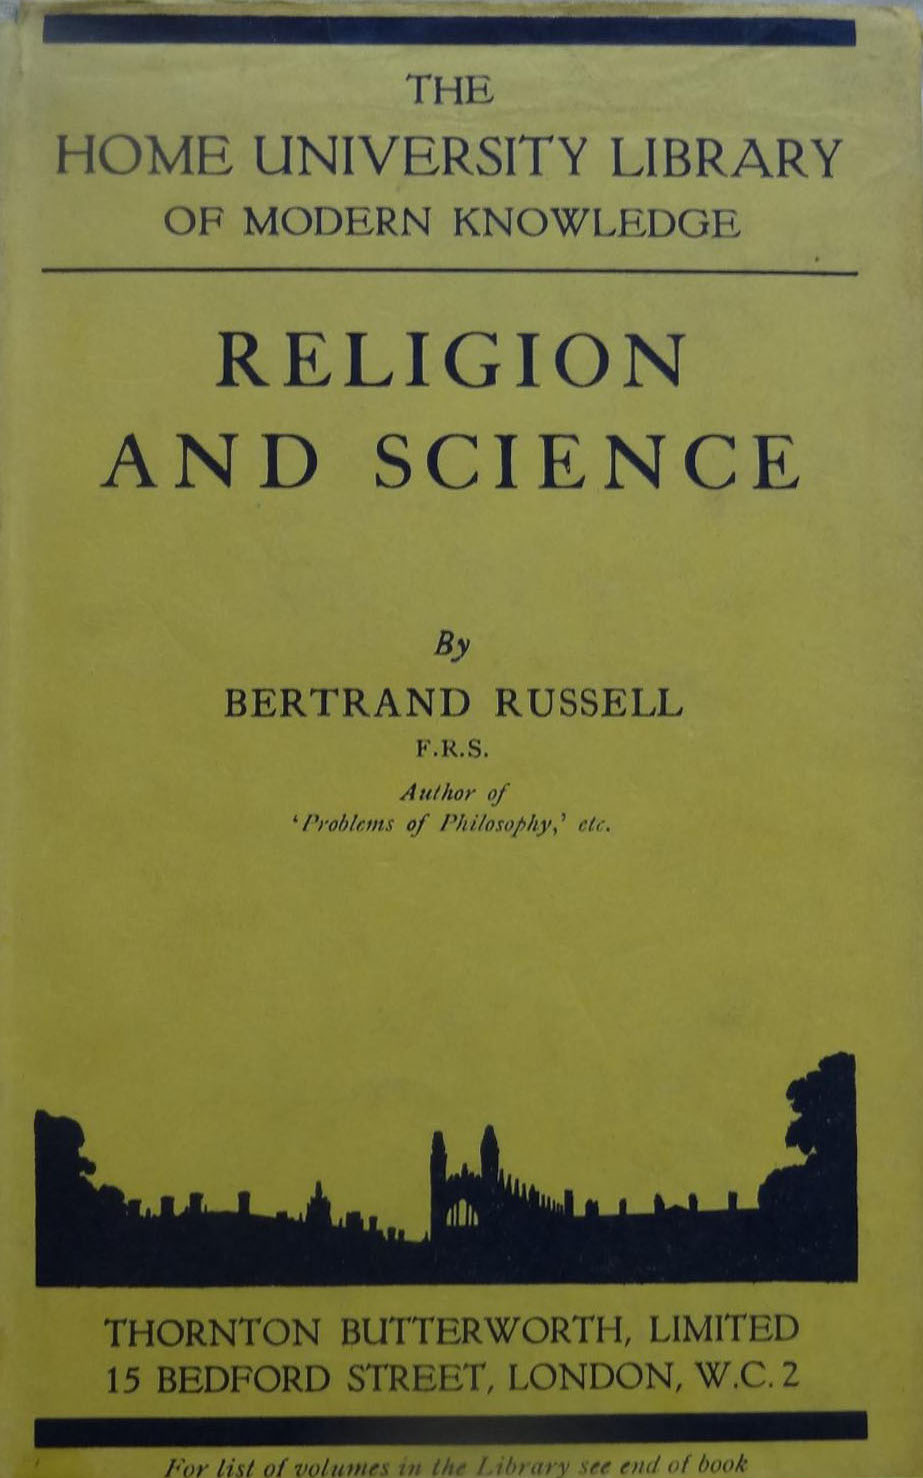 THE
HOME UNIVERSITY LIBRARY
OF MODERN KNOWLEDGE
RELIGION
AND SCIENCE
By
BERTRAND RUSSELL
F.R.S.
Author of
‘Problems of Philosophy,’ etc.
THORNTON BUTTERWORTH, LIMITED
15 BEDFORD STREET, LONDON, W.C. 2
For list of volumes in the Library see end of book